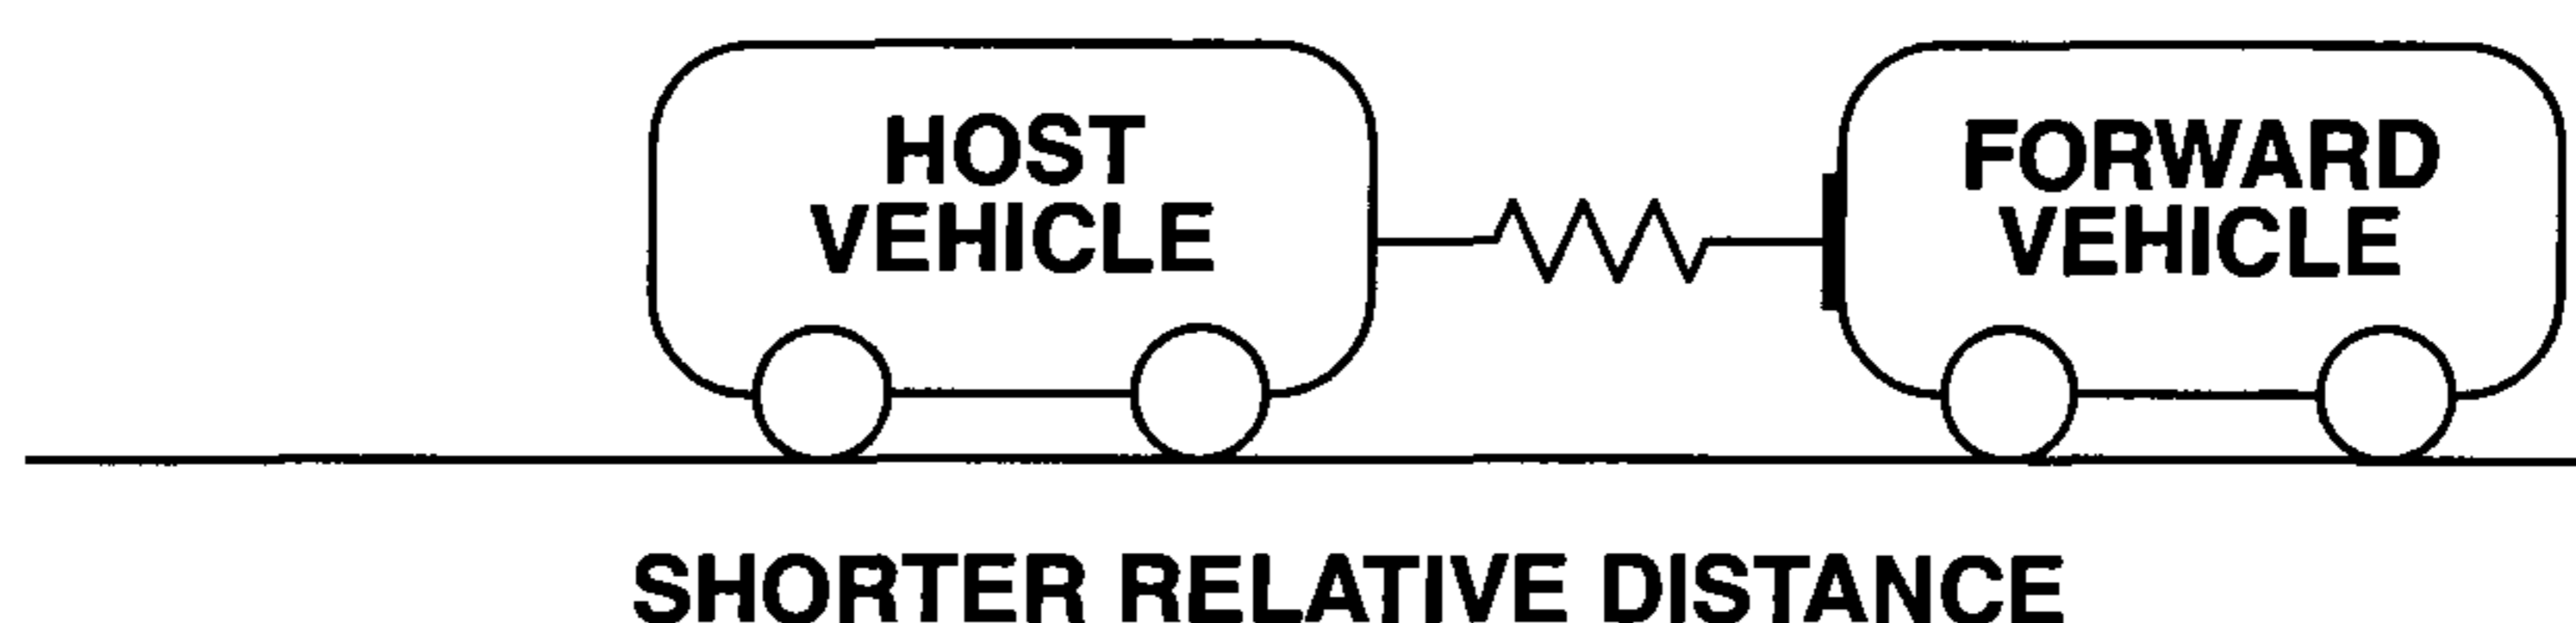 HOST
VEHICLE
FORWARD
VEHICLE
SHORTER RELATIVE DISTANCE